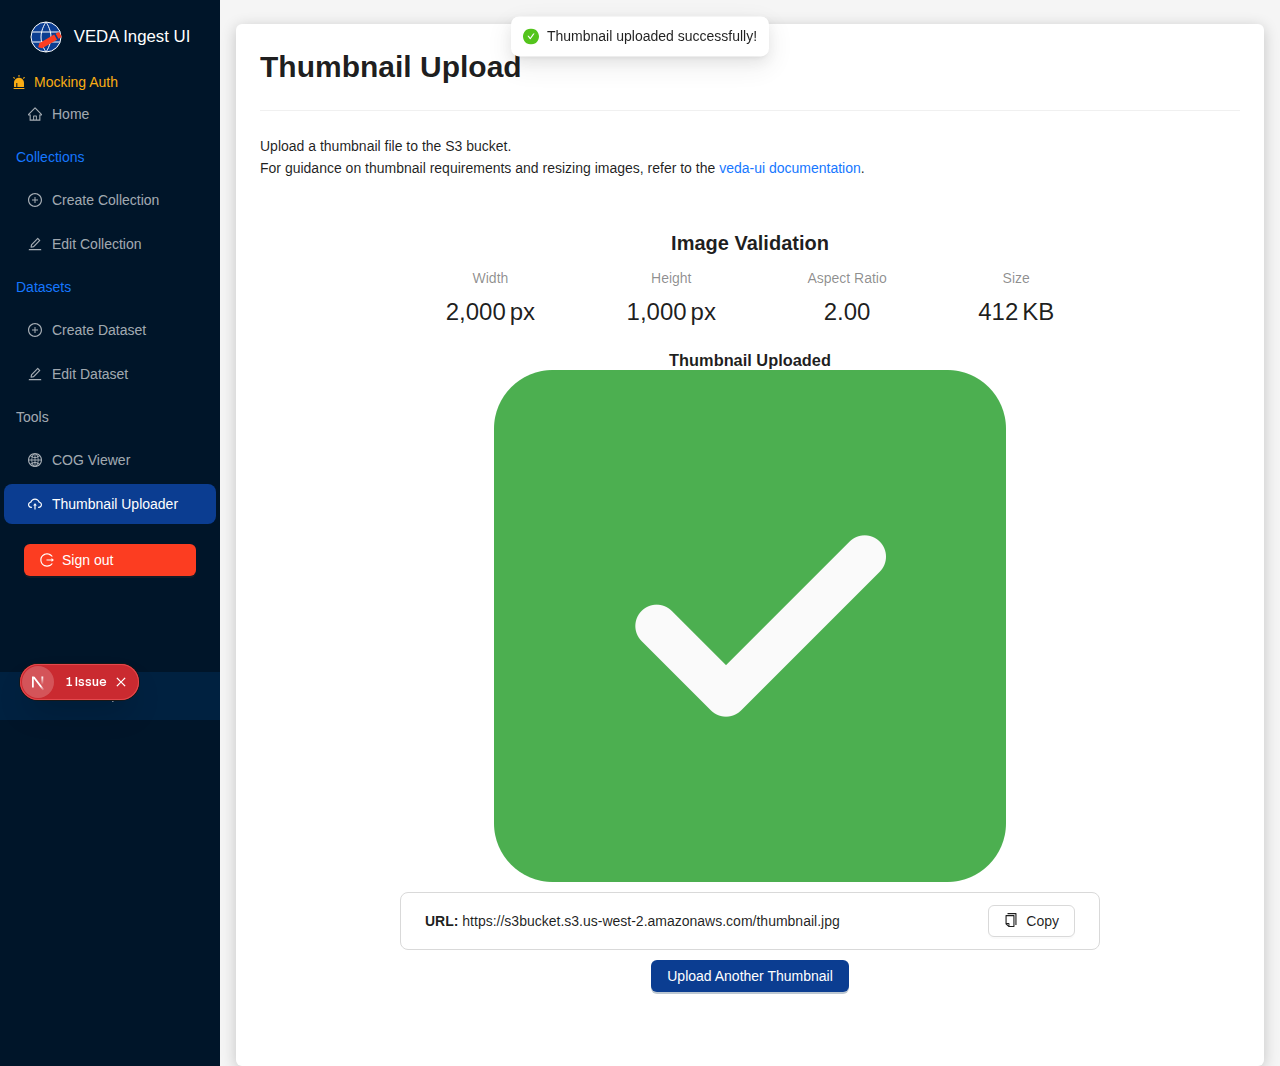 VEDA Ingest UI
Mocking Auth
Home
Collections
Create Collection
Edit Collection
Datasets
Create Dataset
Edit Dataset
Tools
COG Viewer
Thumbnail Uploader
Sign out
1 Issue
Thumbnail uploaded successfully!
Thumbnail Upload
Upload a thumbnail file to the S3 bucket.
For guidance on thumbnail requirements and resizing images, refer to the veda-ui documentation.
Image Validation
Width Height Aspect Ratio Size
2,000 px 1,000 px 2.00 412 KB
Thumbnail Uploaded
URL: https://s3bucket.s3.us-west-2.amazonaws.com/thumbnail.jpg Copy
Upload Another Thumbnail